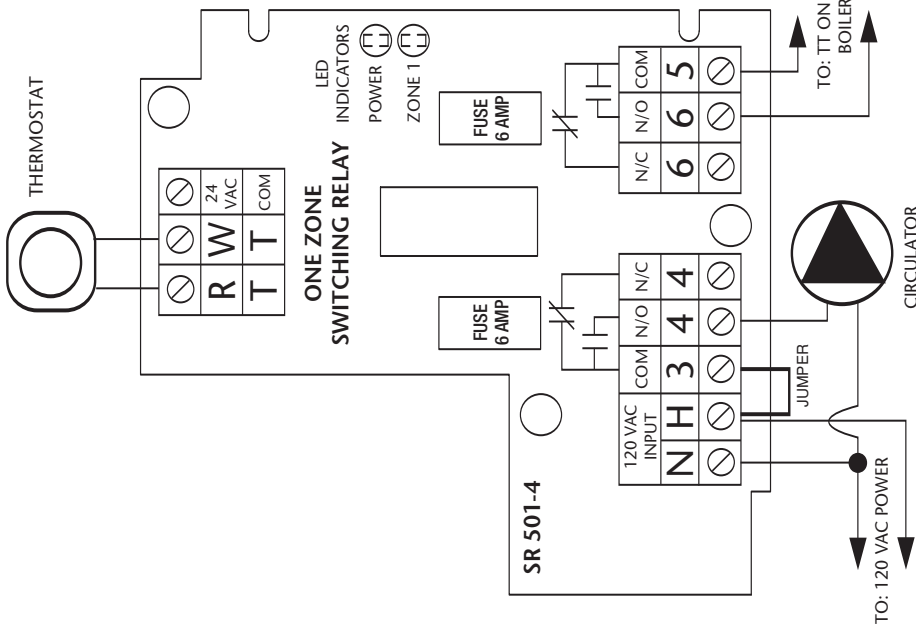 THERMOSTAT
R
W
24
VAC
T
T
COM
ONE ZONE
SWITCHING RELAY
LED
INDICATORS
POWER
ZONE 1
FUSE
6 AMP
FUSE
6 AMP
SR 501-4
120 VAC
INPUT
COM
N/O
N/C
N
H
3
4
4
N/C
N/O
COM
6
6
5
JUMPER
CIRCULATOR
TO: TT ON
BOILER
TO: 120 VAC POWER